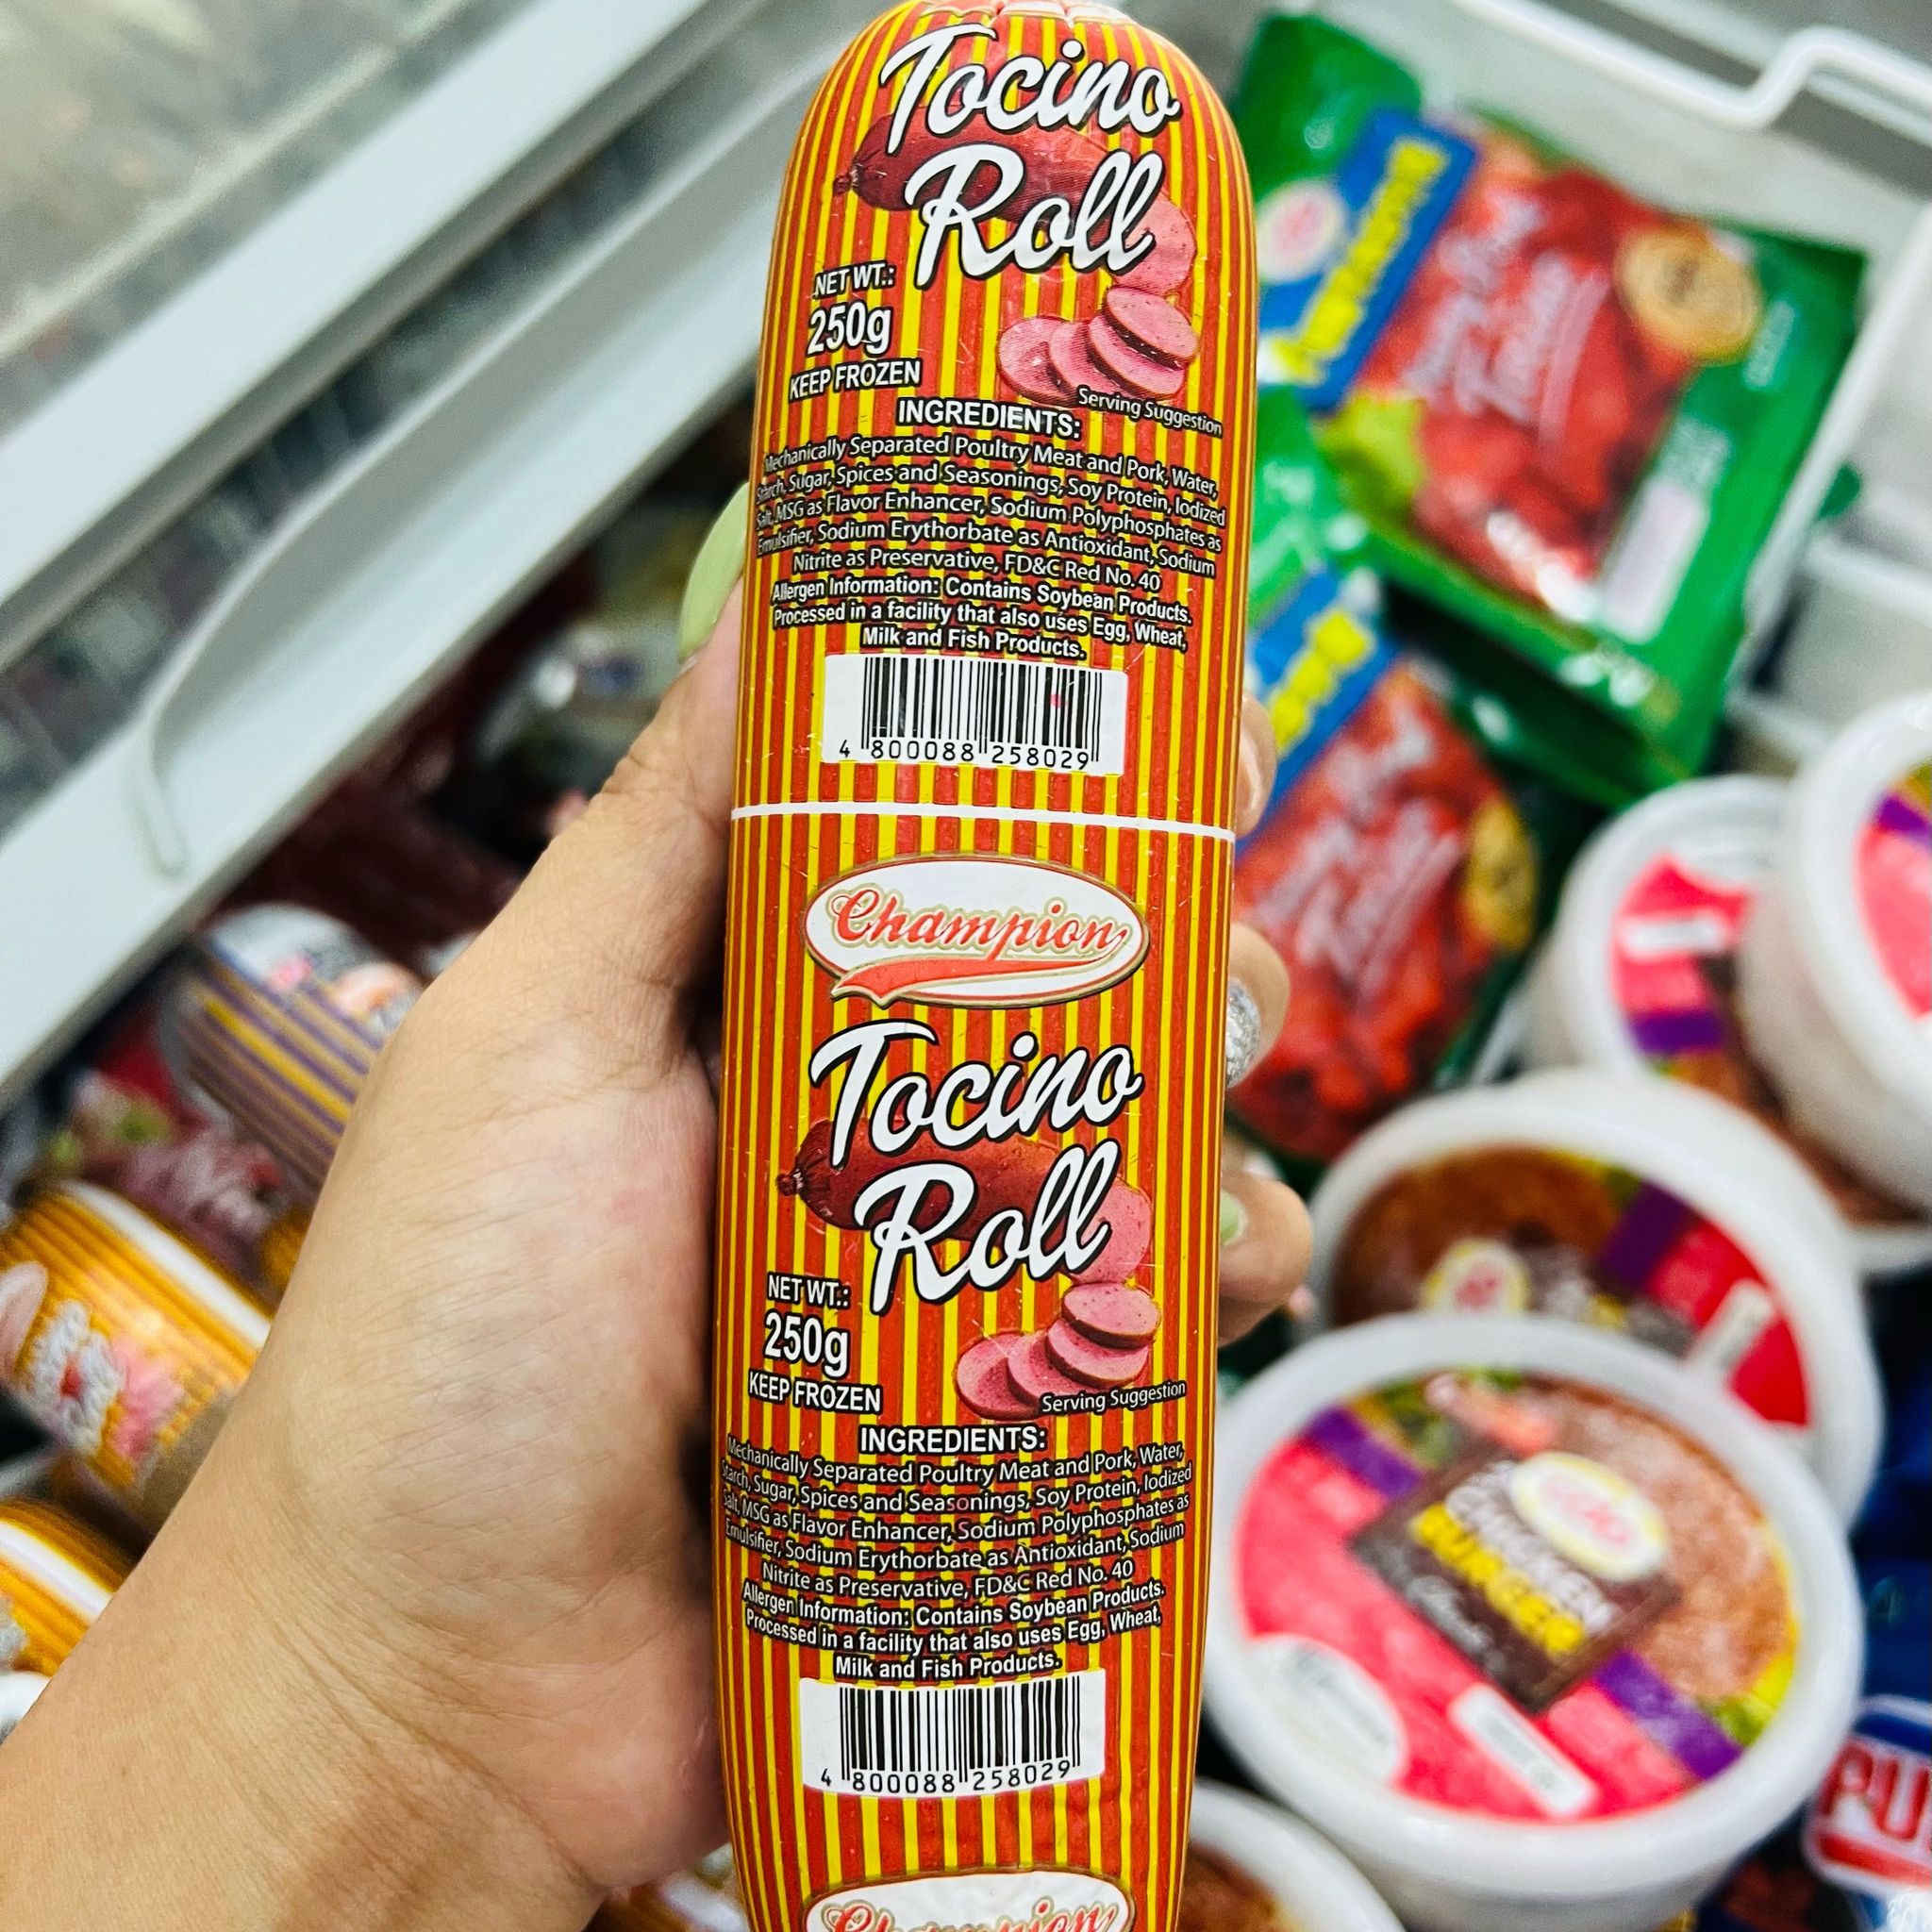 Tocino
Roll
NET WT.:
250g
KEEP FROZEN
Serving Suggestion
INGREDIENTS:
Mechanically Separated Poultry Meat and Pork, Water,
Starch, Sugar, Spices and Seasonings, Soy Protein, Iodized
Salt, MSG as Flavor Enhancer, Sodium Polyphosphates as
Emulsifier, Sodium Erythorbate as Antioxidant, Sodium
Nitrite as Preservative, FD&C Red No. 40
Allergen Information: Contains Soybean Products.
Processed in a facility that also uses Egg, Wheat,
Milk and Fish Products.
4 800088 258029
Champion
Tocino
Roll
NET WT.:
250g
KEEP FROZEN
Serving Suggestion
INGREDIENTS:
Mechanically Separated Poultry Meat and Pork, Water,
Starch, Sugar, Spices and Seasonings, Soy Protein, Iodized
Salt, MSG as Flavor Enhancer, Sodium Polyphosphates as
Emulsifier, Sodium Erythorbate as Antioxidant, Sodium
Nitrite as Preservative, FD&C Red No. 40
Allergen Information: Contains Soybean Products.
Processed in a facility that also uses Egg, Wheat,
Milk and Fish Products.
4 800088 258029
Champion
Tocino
CHICKEN
BURGER
PU